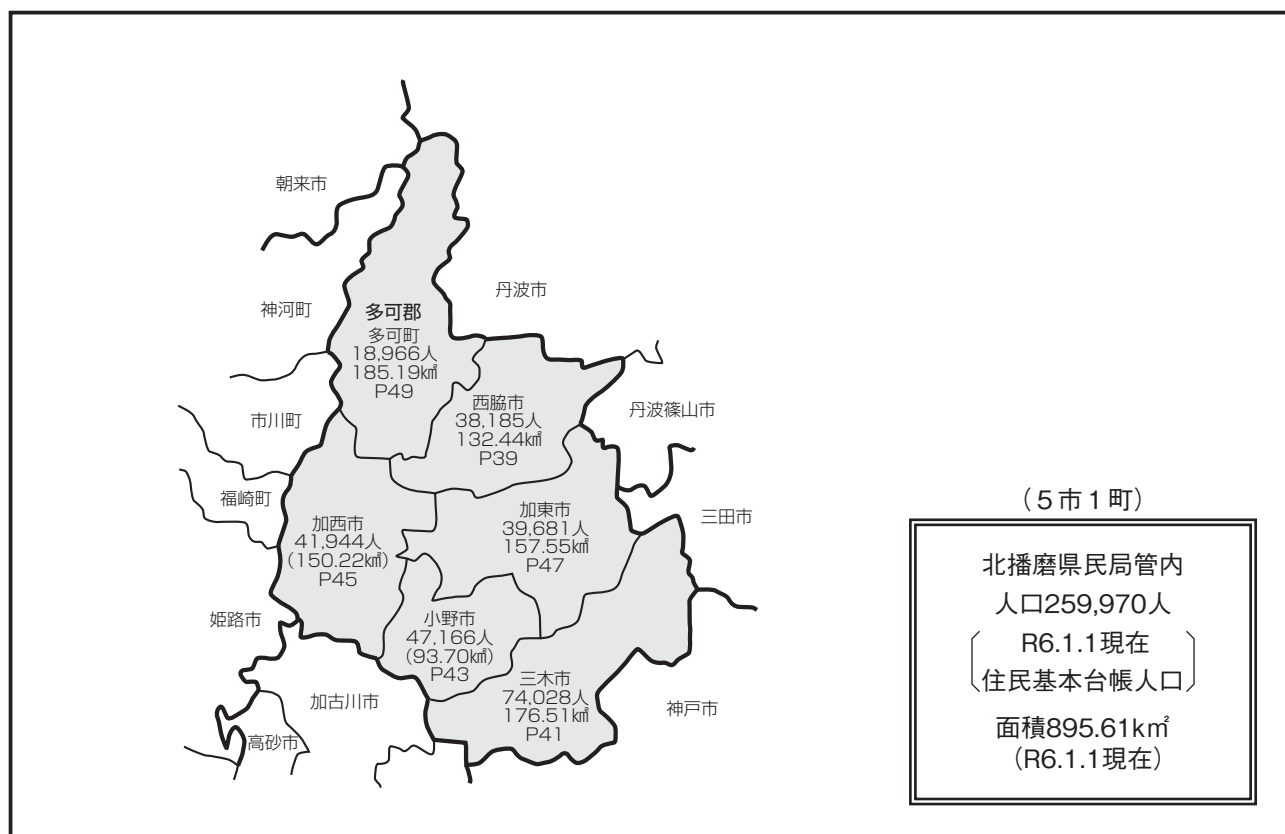 朝来市
神河町
丹波市
多可郡
多可町
18,966人
185.19k㎡
P49
市川町
西脇市
38,185人
132.44k㎡
P39
丹波篠山市
福崎町
加西市
41,944人
(150.22k㎡)
P45
加東市
39,681人
157.55k㎡
P47
三田市
姫路市
小野市
47,166人
(93.70k㎡)
P43
三木市
74,028人
176.51k㎡
P41
加古川市
神戸市
高砂市
（5市1町）
北播磨県民局管内
人口259,970人
R6.1.1現在
住民基本台帳人口
面積895.61k㎡
（R6.1.1現在）